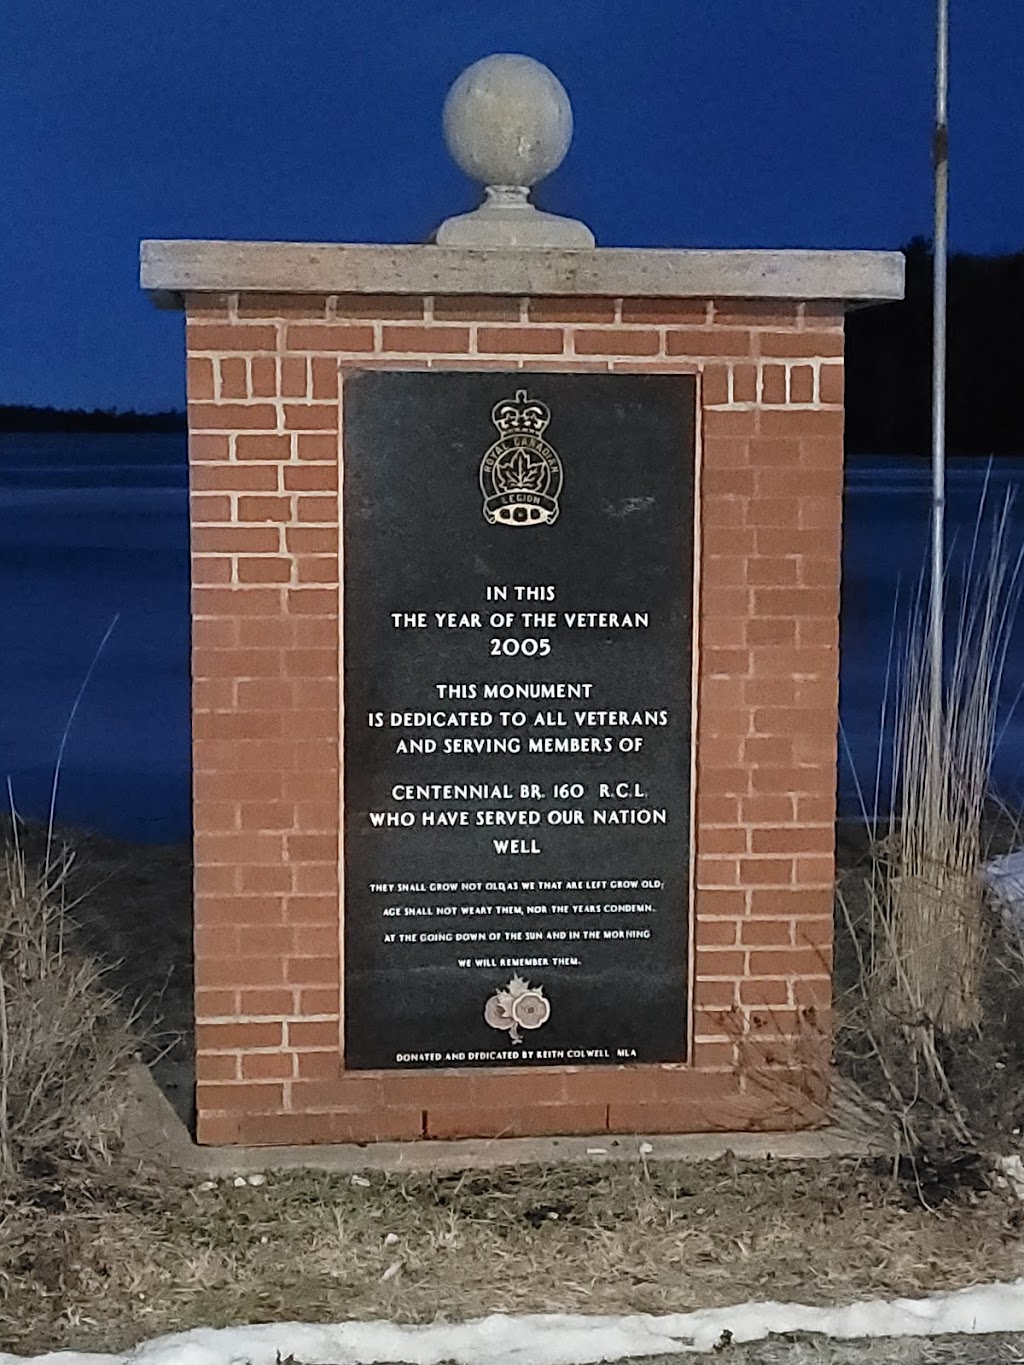 ROYAL CANADIAN
LEGION
IN THIS
THE YEAR OF THE VETERAN
2005
THIS MONUMENT
IS DEDICATED TO ALL VETERANS
AND SERVING MEMBERS OF
CENTENNIAL BR. 160 R.C.L.
WHO HAVE SERVED OUR NATION
WELL
THEY SHALL GROW NOT OLD, AS WE THAT ARE LEFT GROW OLD;
AGE SHALL NOT WEARY THEM, NOR THE YEARS CONDEMN.
AT THE GOING DOWN OF THE SUN AND IN THE MORNING
WE WILL REMEMBER THEM.
DONATED AND DEDICATED BY KEITH COLWELL MLA